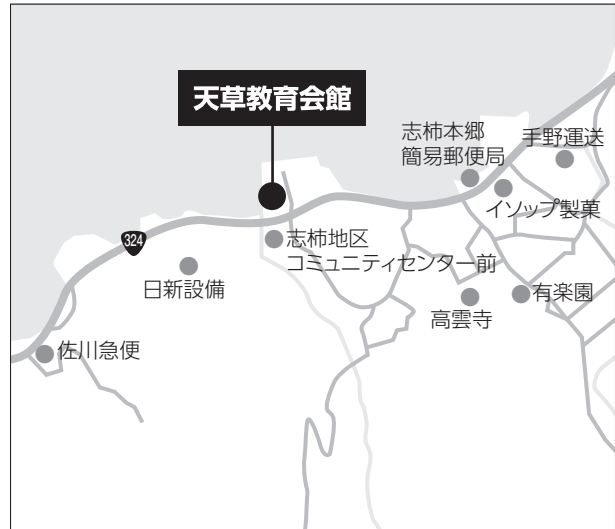 天草教育会館
志柿本郷
簡易郵便局
手野運送
イソップ製菓
324
志柿地区
コミュニティセンター前
日新設備
有楽園
高雲寺
佐川急便